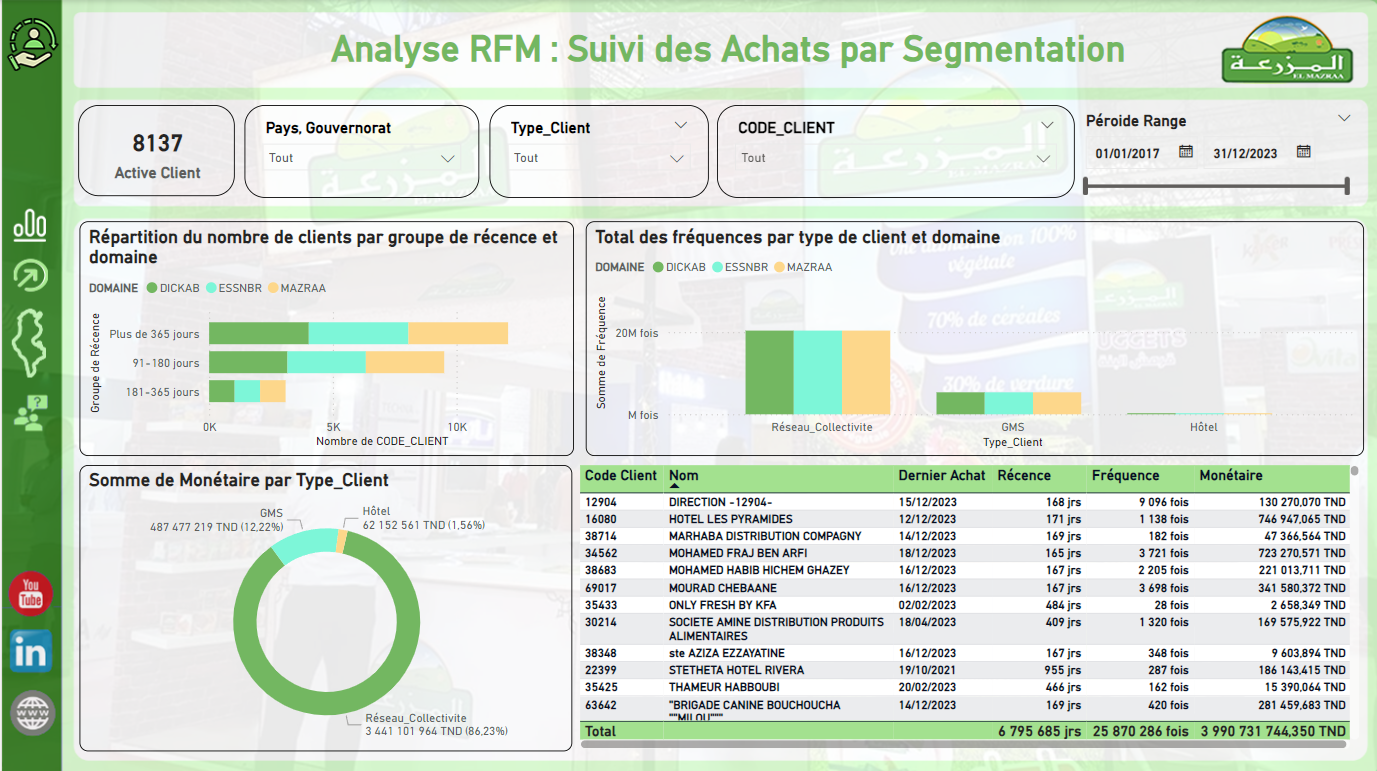 Analyse RFM : Suivi des Achats par Segmentation
المزرعة
EL MAZRAA
8137
Active Client
Pays, Gouvernorat
Tout
Type_Client
Tout
CODE_CLIENT
Tout
Péroide Range
01/01/2017 31/12/2023
Répartition du nombre de clients par groupe de récence et
domaine
DOMAINE DICKAB ESSNBR MAZRAA
Groupe de Récence
Plus de 365 jours
91-180 jours
181-365 jours
0K 5K 10K
Nombre de CODE_CLIENT
Total des fréquences par type de client et domaine
DOMAINE DICKAB ESSNBR MAZRAA
Somme de Fréquence
20M fois
M fois
Réseau_Collectivite GMS Hôtel
Type_Client
végétale
70% de céréales
30% de verdure
NUGGETS
Somme de Monétaire par Type_Client
GMS
487 477 219 TND (12,22%)
Hôtel
62 152 561 TND (1,56%)
Réseau_Collectivite
3 441 101 964 TND (86,23%)
Code Client Nom Dernier Achat Récence Fréquence Monétaire
12904 DIRECTION -12904- 15/12/2023 168 jrs 9 096 fois 130 270,070 TND
16080 HOTEL LES PYRAMIDES 12/12/2023 171 jrs 1 138 fois 746 947,065 TND
38714 MARHABA DISTRIBUTION COMPAGNY 14/12/2023 169 jrs 182 fois 47 366,564 TND
34562 MOHAMED FRAJ BEN ARFI 18/12/2023 165 jrs 3 721 fois 723 270,571 TND
38683 MOHAMED HABIB HICHEM GHAZEY 16/12/2023 167 jrs 2 205 fois 221 013,711 TND
69017 MOURAD CHEBAANE 16/12/2023 167 jrs 3 698 fois 341 580,372 TND
35433 ONLY FRESH BY KFA 02/02/2023 484 jrs 28 fois 2 658,349 TND
30214 SOCIETE AMINE DISTRIBUTION PRODUITS 18/04/2023 409 jrs 1 320 fois 169 575,922 TND
ALIMENTAIRES
38348 ste AZIZA EZZAYATINE 16/12/2023 167 jrs 348 fois 9 603,894 TND
22399 STETHETA HOTEL RIVERA 19/10/2021 955 jrs 287 fois 186 143,415 TND
35425 THAMEUR HABBOUBI 20/02/2023 466 jrs 162 fois 15 390,064 TND
63642 "BRIGADE CANINE BOUCHOUCHA 14/12/2023 169 jrs 420 fois 281 459,683 TND
""MILOU"""
Total 6 795 685 jrs 25 870 286 fois 3 990 731 744,350 TND
You
Tube
in
WWW